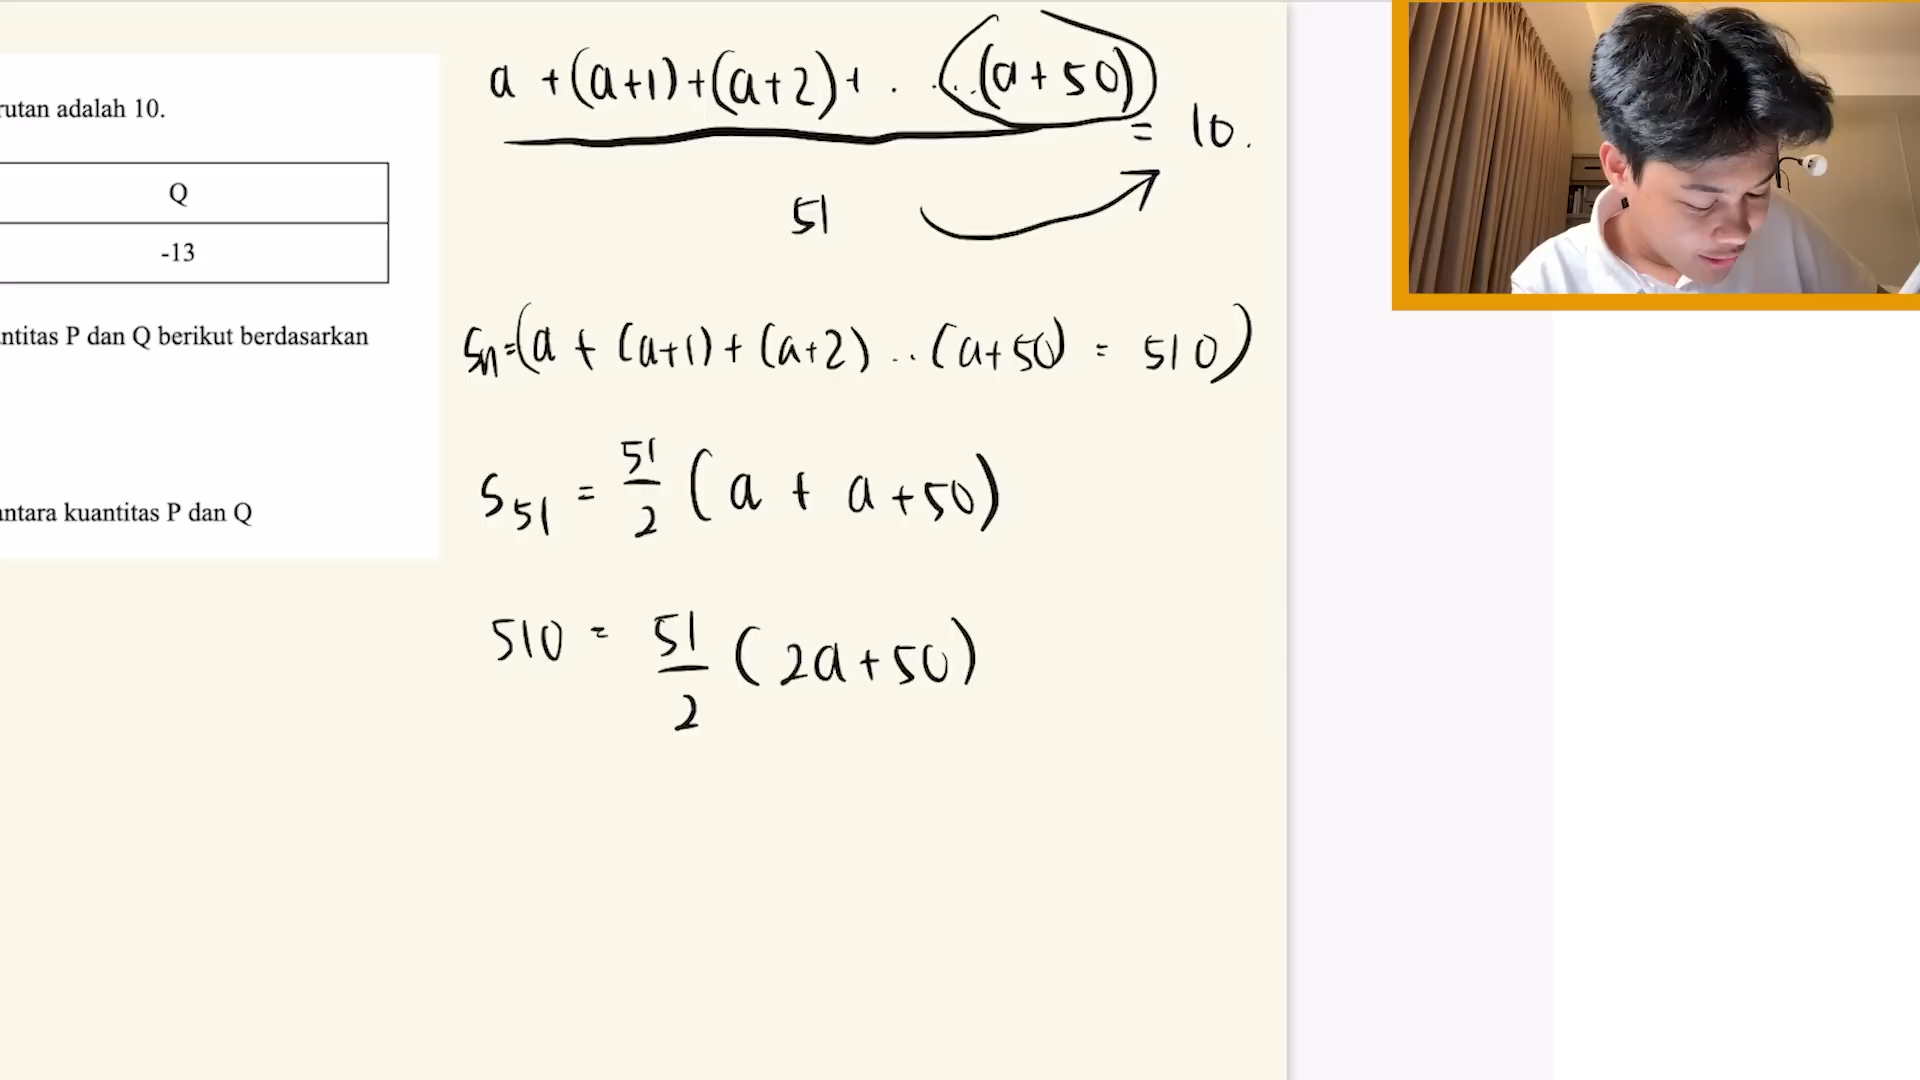 rutan adalah 10.
Q
-13
ntitas P dan Q berikut berdasarkan
antara kuantitas P dan Q
a + (a+1) + (a+2) + . ..... (a + 50)) = 10.
51
Sn = (a + (a+1) + (a+2) .. (a+50) = 510)
S51 = 51/2 (a + a + 50)
510 = 51/2 (2a + 50)